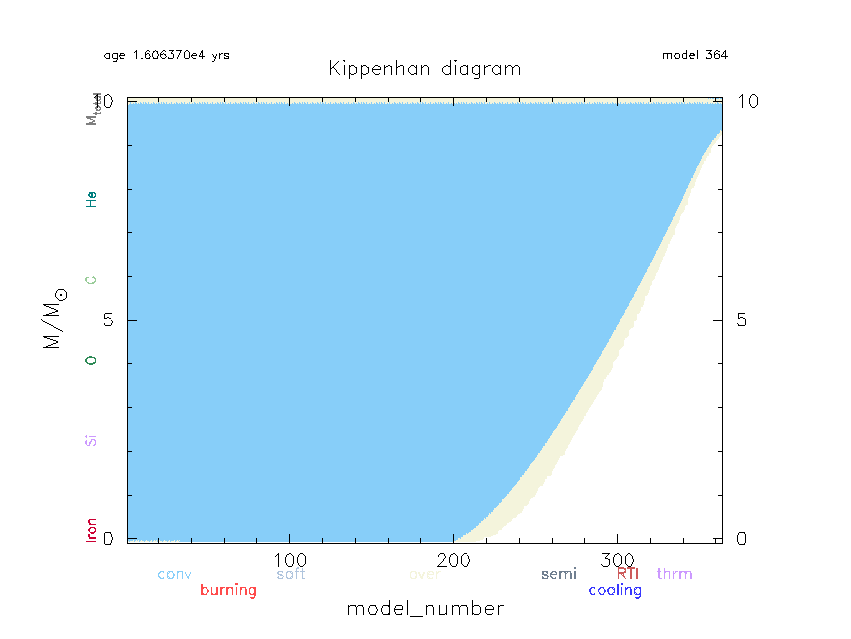 age 1.606370e4 yrs
model 364
Kippenhan diagram
10
10
M_total
He
C
O
Si
Iron
M/M☉
5
5
0
0
100
200
300
conv
soft
over
semi
RTI
thrm
burning
cooling
model_number